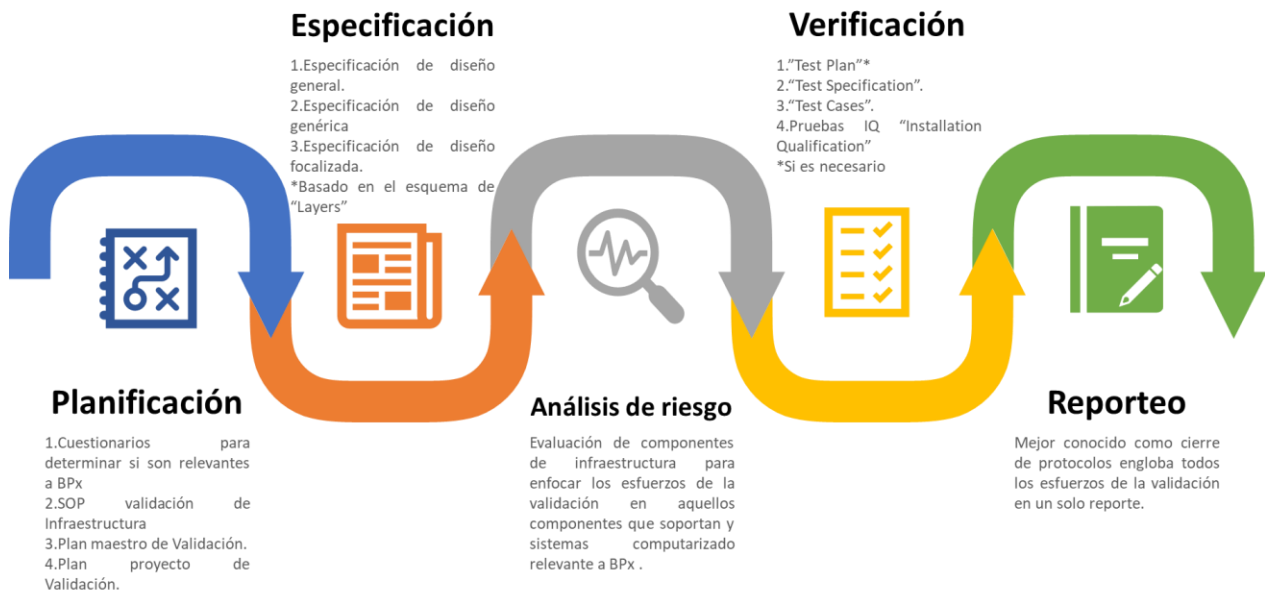 Planificación
1.Cuestionarios para
determinar si son relevantes
a BPx
2.SOP validación de
Infraestructura
3.Plan maestro de Validación.
4.Plan proyecto de
Validación.
Especificación
1.Especificación de diseño
general.
2.Especificación de diseño
genérica
3.Especificación de diseño
focalizada.
*Basado en el esquema de
“Layers”
Análisis de riesgo
Evaluación de componentes
de infraestructura para
enfocar los esfuerzos de la
validación en aquellos
componentes que soportan y
sistemas computarizado
relevante a BPx .
Verificación
1.”Test Plan”*
2.“Test Specification”.
3.“Test Cases”.
4.Pruebas IQ “Installation
Qualification”
*Si es necesario
Reporteo
Mejor conocido como cierre
de protocolos engloba todos
los esfuerzos de la validación
en un solo reporte.